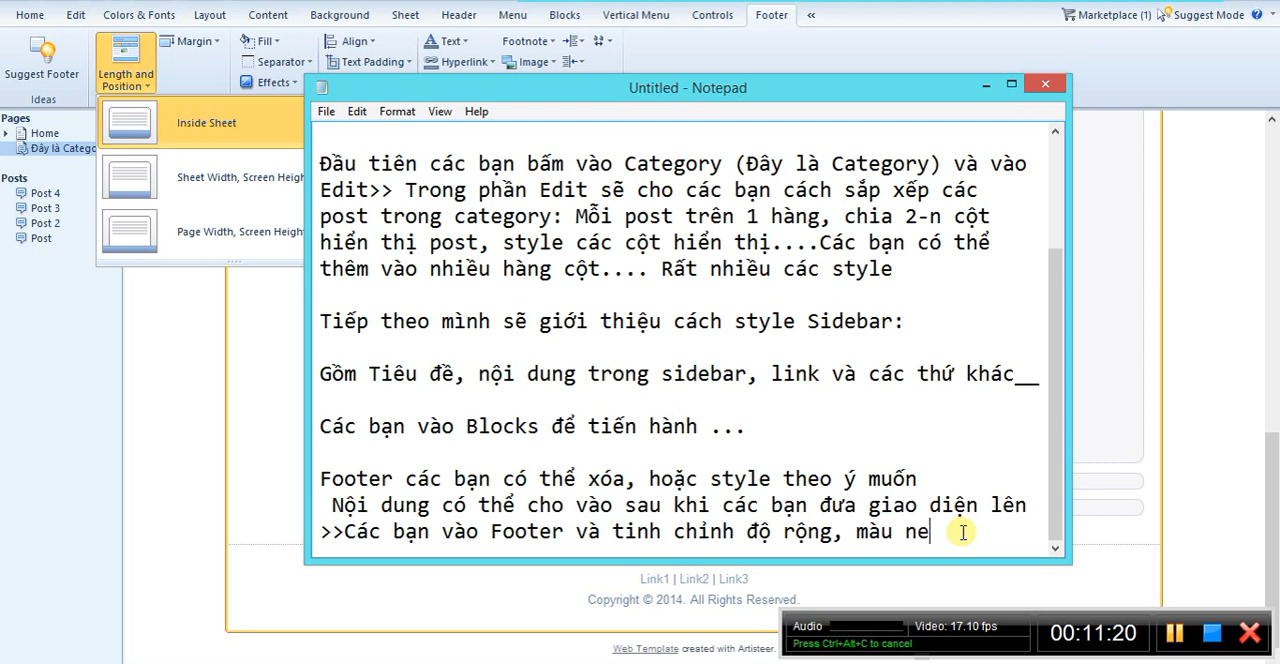 Home Edit Colors & Fonts Layout Content Background Sheet Header Menu Blocks Vertical Menu Controls Footer « Marketplace (1) Suggest Mode
Suggest Footer
Ideas
Length and Position
Margin
Fill
Separator
Effects
Align
Text Padding
Text
Hyperlink
Footnote
Image
Inside Sheet
Sheet Width, Screen Heigh
Page Width, Screen Height
Pages
Home
Đây là Catego
Posts
Post 4
Post 3
Post 2
Post
Untitled - Notepad
File Edit Format View Help
Đầu tiên các bạn bấm vào Category (Đây là Category) và vào
Edit>> Trong phần Edit sẽ cho các bạn cách sắp xếp các
post trong category: Mỗi post trên 1 hàng, chia 2-n cột
hiển thị post, style các cột hiển thị....Các bạn có thể
thêm vào nhiều hàng cột.... Rất nhiều các style
Tiếp theo mình sẽ giới thiệu cách style Sidebar:
Gồm Tiêu đề, nội dung trong sidebar, link và các thứ khác__
Các bạn vào Blocks để tiến hành ...
Footer các bạn có thể xóa, hoặc style theo ý muốn
Nội dung có thể cho vào sau khi các bạn đưa giao diện lên
>>Các bạn vào Footer và tinh chỉnh độ rộng, màu ne
Link1 | Link2 | Link3
Copyright © 2014. All Rights Reserved.
Web Template created with Artisteer.
Audio
Video: 17.10 fps
Press Ctrl+Alt+C to cancel
00:11:20